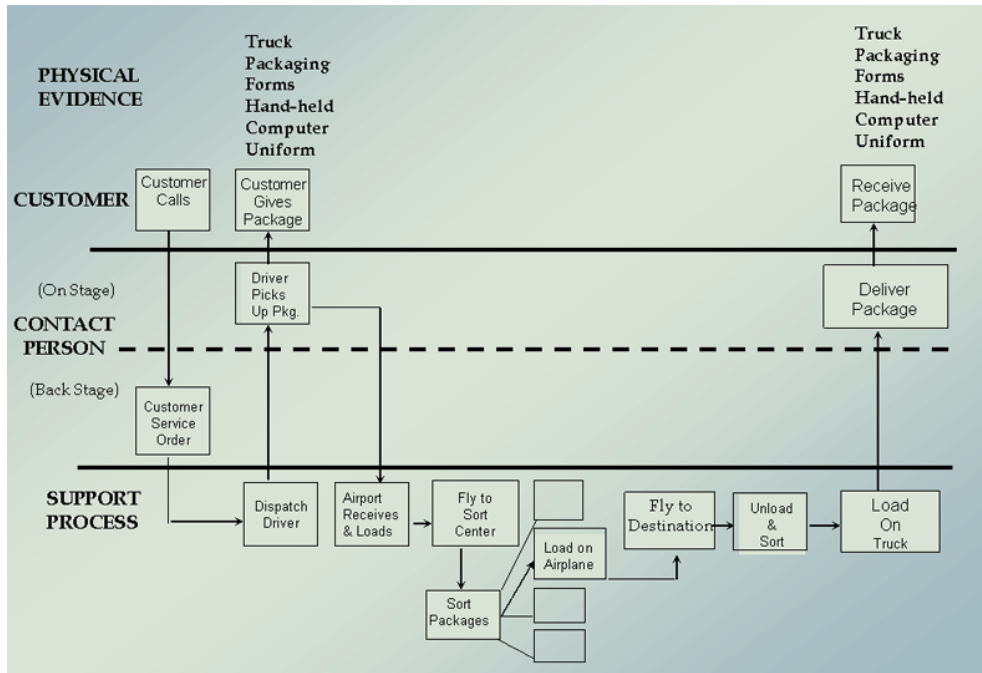 PHYSICAL
EVIDENCE
Truck
Packaging
Forms
Hand-held
Computer
Uniform
Truck
Packaging
Forms
Hand-held
Computer
Uniform
CUSTOMER
Customer
Calls
Customer
Gives
Package
Receive
Package
(On Stage)
CONTACT
PERSON
Driver
Picks
Up Pkg.
Deliver
Package
(Back Stage)
Customer
Service
Order
SUPPORT
PROCESS
Dispatch
Driver
Airport
Receives
& Loads
Fly to
Sort
Center
Sort
Packages
Load on
Airplane
Fly to
Destination
Unload
&
Sort
Load
On
Truck